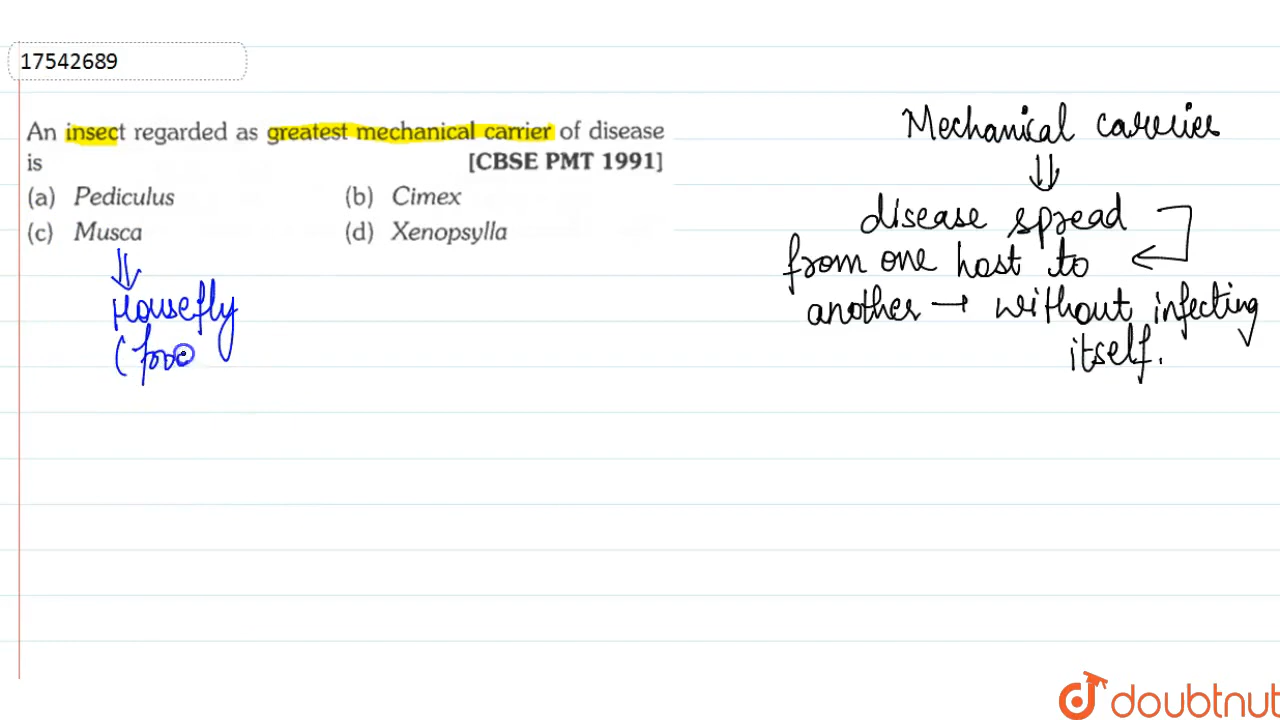 17542689
An insect regarded as greatest mechanical carrier of disease
is [CBSE PMT 1991]
(a) Pediculus (b) Cimex
(c) Musca (d) Xenopsylla
⇓
Housefly
(foo
Mechanical carrier
⇓
disease spread
from one host to ←
another → without infecting
itself.
doubtnut